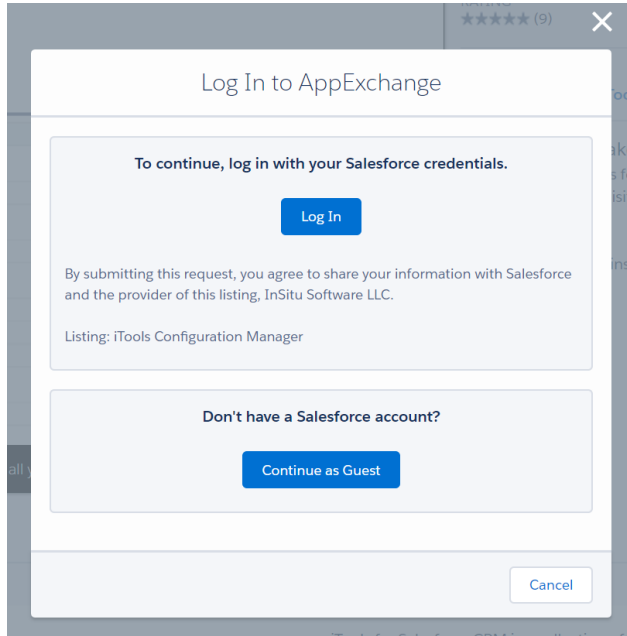 ★★★★★ (9)
Log In to AppExchange
To continue, log in with your Salesforce credentials.
Log In
By submitting this request, you agree to share your information with Salesforce
and the provider of this listing, InSitu Software LLC.
Listing: iTools Configuration Manager
Don't have a Salesforce account?
Continue as Guest
all
Cancel